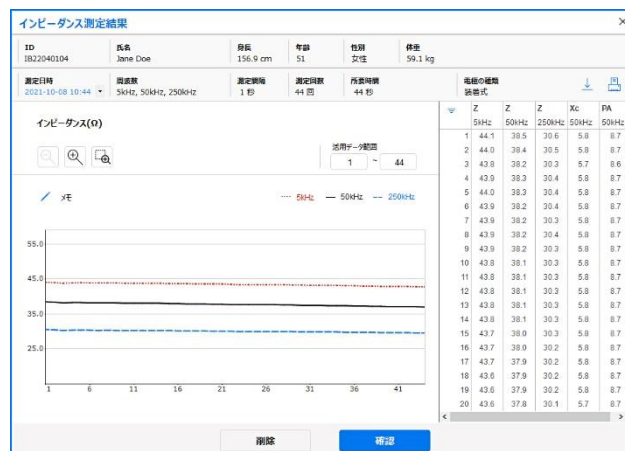 インピーダンス測定結果 ×
ID 氏名 身長 年齢 性別 体重
IB22040104 Jane Doe 156.9 cm 51 女性 59.1 kg
測定日時 周波数 測定間隔 測定回数 所要時間 電極の種類
2021-10-08 10:44 5kHz, 50kHz, 250kHz 1 秒 44 回 44 秒 装着式
インピーダンス(Ω)
活用データ範囲
1 ~ 44
メモ
5kHz 50kHz 250kHz
55.0
45.0
35.0
25.0
1 6 11 16 21 26 31 36 41
Z Z Z Xc PA
5kHz 50kHz 250kHz 50kHz 50kHz
1 44.1 38.5 30.6 5.8 8.7
2 44.0 38.4 30.5 5.8 8.7
3 43.8 38.2 30.3 5.7 8.6
4 43.9 38.3 30.4 5.8 8.7
5 44.0 38.3 30.4 5.8 8.7
6 43.9 38.2 30.4 5.8 8.7
7 43.9 38.2 30.3 5.8 8.7
8 43.9 38.2 30.4 5.8 8.7
9 43.9 38.2 30.3 5.8 8.7
10 43.8 38.1 30.3 5.8 8.7
11 43.8 38.1 30.3 5.8 8.7
12 43.8 38.1 30.3 5.8 8.7
13 43.8 38.1 30.3 5.8 8.7
14 43.8 38.1 30.3 5.8 8.7
15 43.7 38.0 30.3 5.8 8.7
16 43.7 38.0 30.2 5.8 8.7
17 43.7 37.9 30.2 5.8 8.7
18 43.6 37.9 30.2 5.8 8.7
19 43.6 37.9 30.2 5.8 8.7
20 43.6 37.8 30.1 5.7 8.7
削除 確認